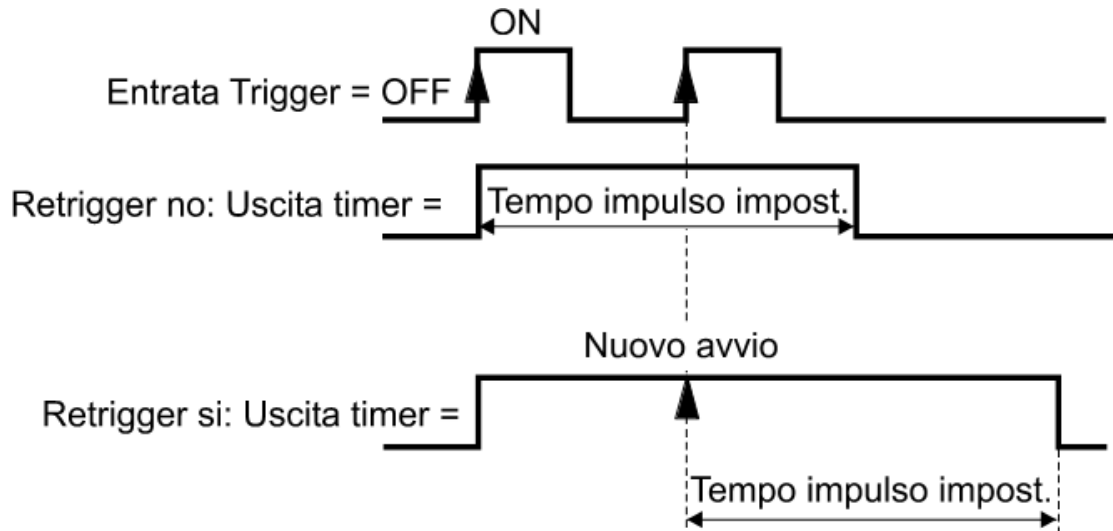 ON
Entrata Trigger = OFF
Retrigger no: Uscita timer =
Tempo impulso impost.
Nuovo avvio
Retrigger si: Uscita timer =
Tempo impulso impost.